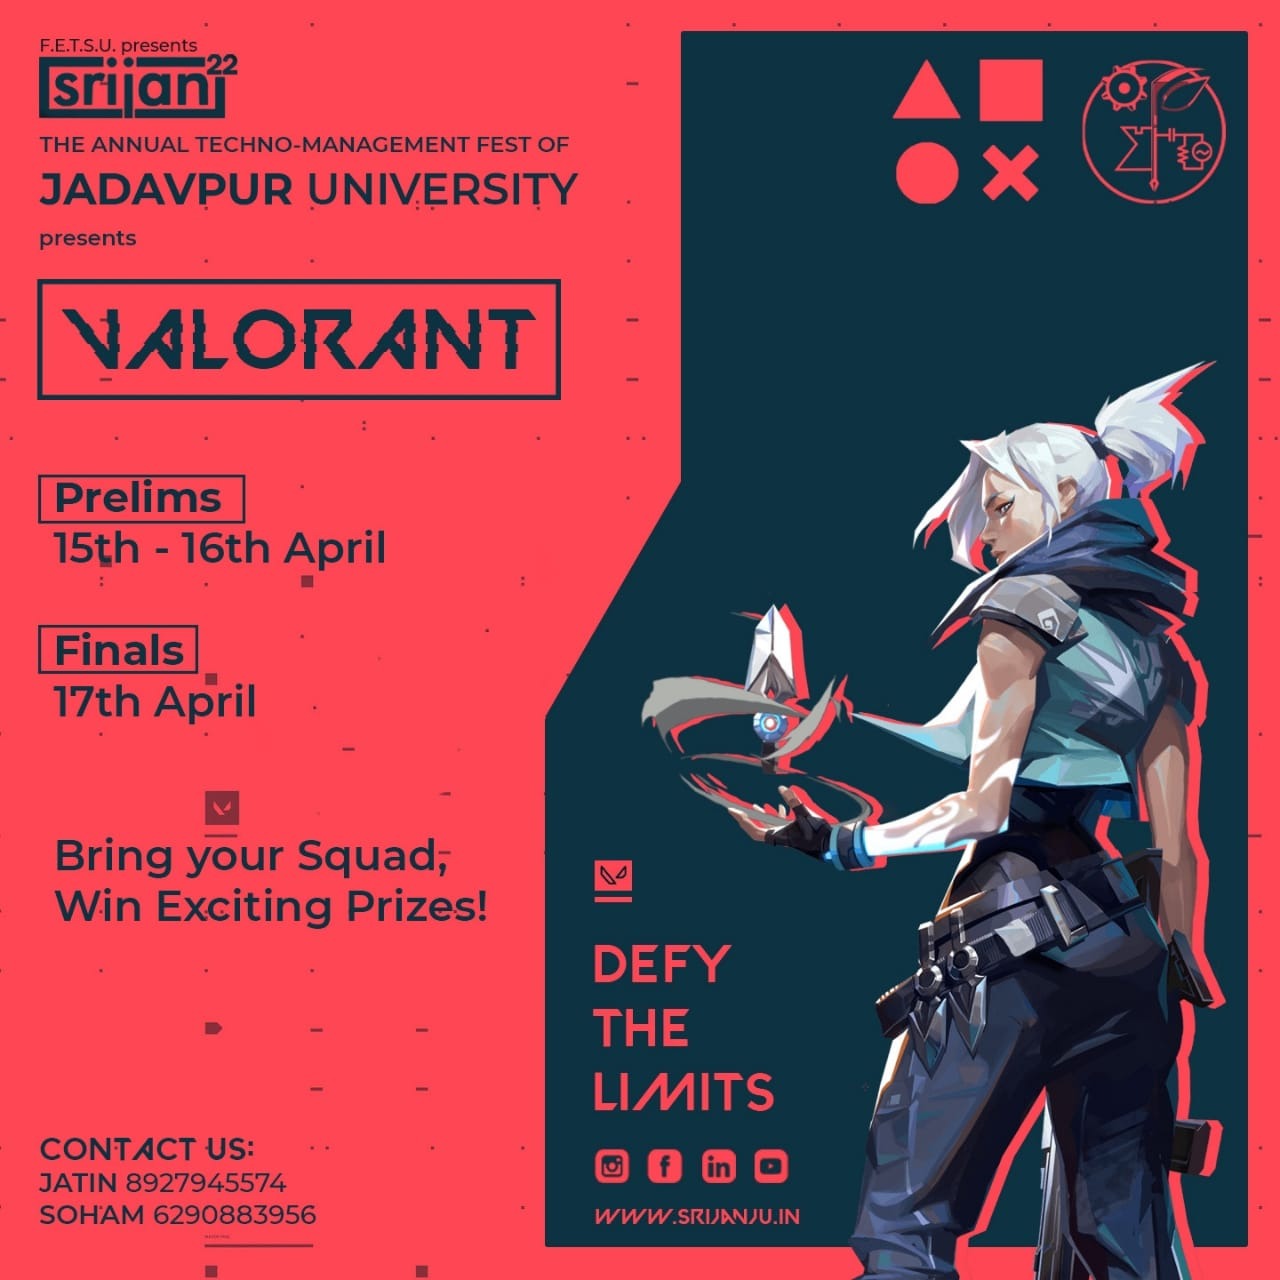 F.E.T.S.U. presents
srijan 22
THE ANNUAL TECHNO-MANAGEMENT FEST OF
JADAVPUR UNIVERSITY
presents
VALORANT
Prelims
15th - 16th April
Finals
17th April
Bring your Squad,
Win Exciting Prizes!
CONTACT US:
JATIN 8927945574
SOHAM 6290883956
DEFY
THE
LIMITS
WWW.SRIJANJU.IN